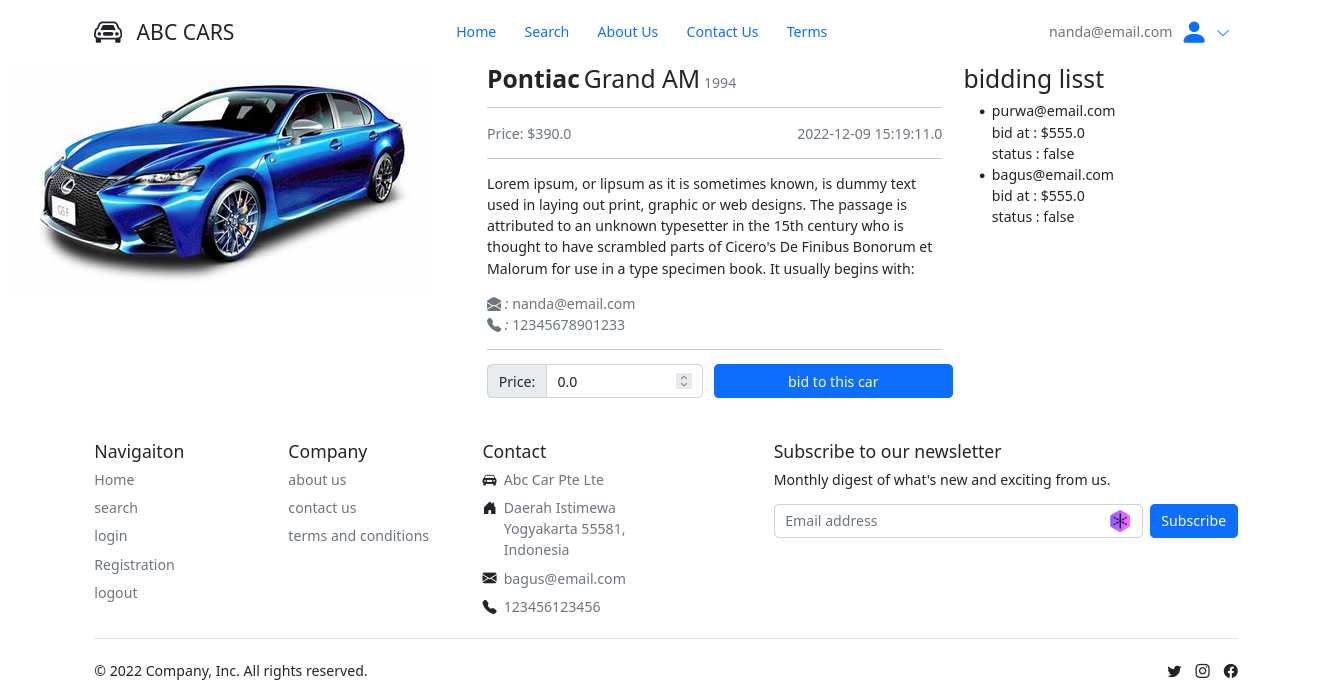 ABC CARS
Home Search About Us Contact Us Terms
nanda@email.com
GS F
Pontiac Grand AM 1994
Price: $390.0 2022-12-09 15:19:11.0
Lorem ipsum, or lipsum as it is sometimes known, is dummy text
used in laying out print, graphic or web designs. The passage is
attributed to an unknown typesetter in the 15th century who is
thought to have scrambled parts of Cicero's De Finibus Bonorum et
Malorum for use in a type specimen book. It usually begins with:
: nanda@email.com
: 12345678901233
Price: 0.0 bid to this car
bidding lisst
• purwa@email.com
bid at : $555.0
status : false
• bagus@email.com
bid at : $555.0
status : false
Navigaiton
Home
search
login
Registration
logout
Company
about us
contact us
terms and conditions
Contact
Abc Car Pte Lte
Daerah Istimewa
Yogyakarta 55581,
Indonesia
bagus@email.com
123456123456
Subscribe to our newsletter
Monthly digest of what's new and exciting from us.
Email address Subscribe
© 2022 Company, Inc. All rights reserved.